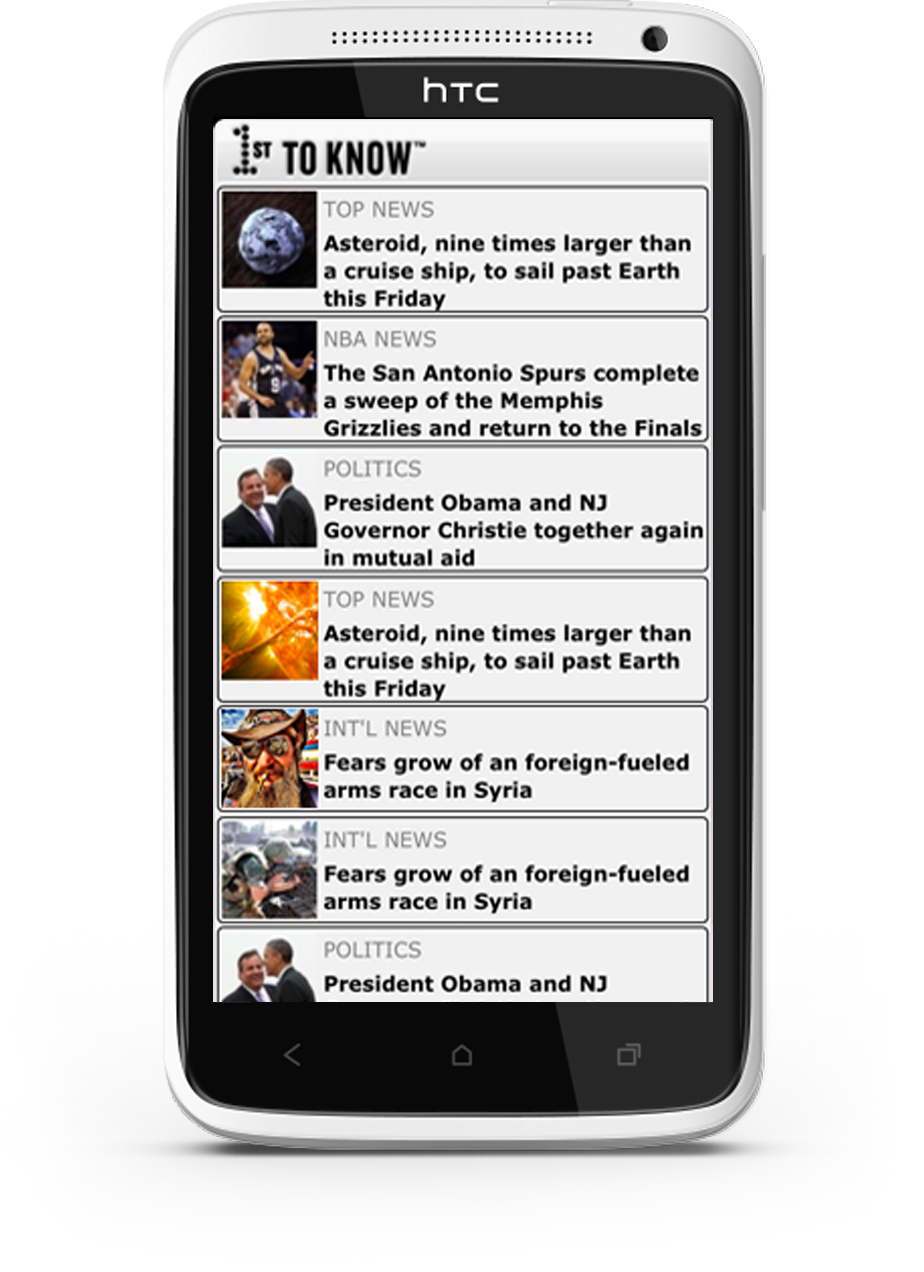 htc
1ST TO KNOW™
TOP NEWS
Asteroid, nine times larger than
a cruise ship, to sail past Earth
this Friday
NBA NEWS
9
The San Antonio Spurs complete
a sweep of the Memphis
Grizzlies and return to the Finals
POLITICS
President Obama and NJ
Governor Christie together again
in mutual aid
TOP NEWS
Asteroid, nine times larger than
a cruise ship, to sail past Earth
this Friday
INT'L NEWS
Fears grow of an foreign-fueled
arms race in Syria
INT'L NEWS
Fears grow of an foreign-fueled
arms race in Syria
POLITICS
President Obama and NJ